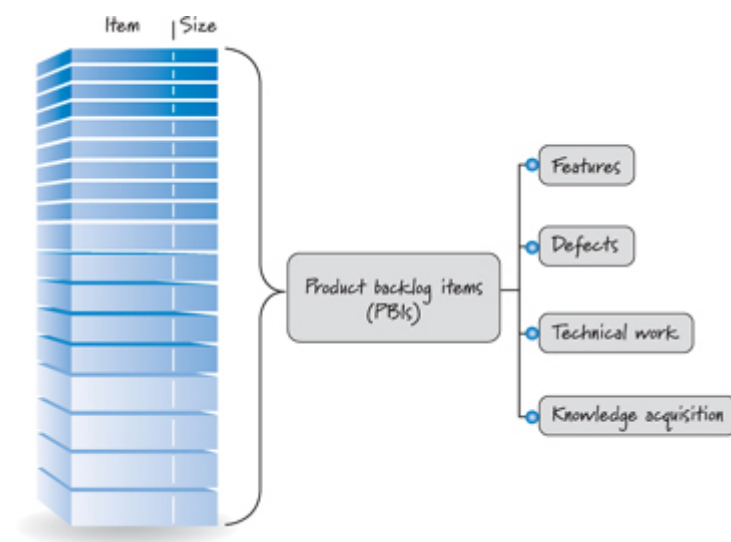 Item | Size
Features
Defects
Product backlog items
(PBIs)
Technical work
Knowledge acquisition